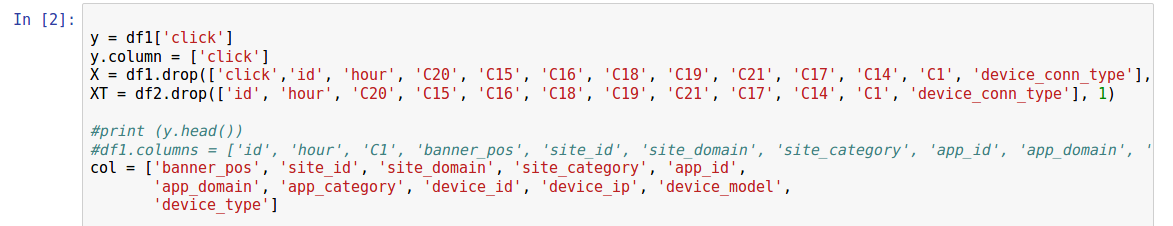 In [2]:
y = df1['click']
y.column = ['click']
X = df1.drop(['click','id', 'hour', 'C20', 'C15', 'C16', 'C18', 'C19', 'C21', 'C17', 'C14', 'C1', 'device_conn_type'],
XT = df2.drop(['id', 'hour', 'C20', 'C15', 'C16', 'C18', 'C19', 'C21', 'C17', 'C14', 'C1', 'device_conn_type'], 1)
#print (y.head())
#df1.columns = ['id', 'hour', 'C1', 'banner_pos', 'site_id', 'site_domain', 'site_category', 'app_id', 'app_domain', '
col = ['banner_pos', 'site_id', 'site_domain', 'site_category', 'app_id',
'app_domain', 'app_category', 'device_id', 'device_ip', 'device_model',
'device_type']